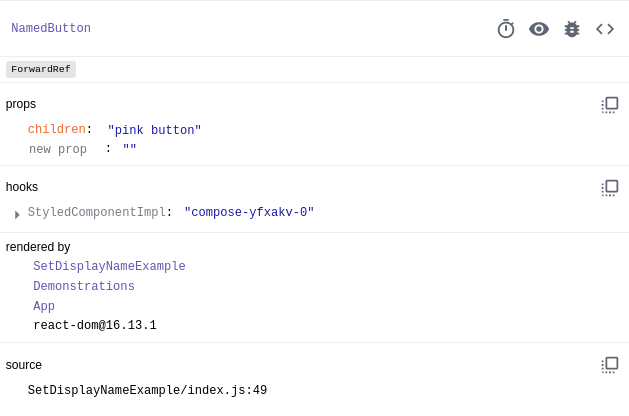 NamedButton
ForwardRef
props
children: "pink button"
new prop : ""
hooks
StyledComponentImpl: "compose-yfxakv-0"
rendered by
SetDisplayNameExample
Demonstrations
App
react-dom@16.13.1
source
SetDisplayNameExample/index.js:49